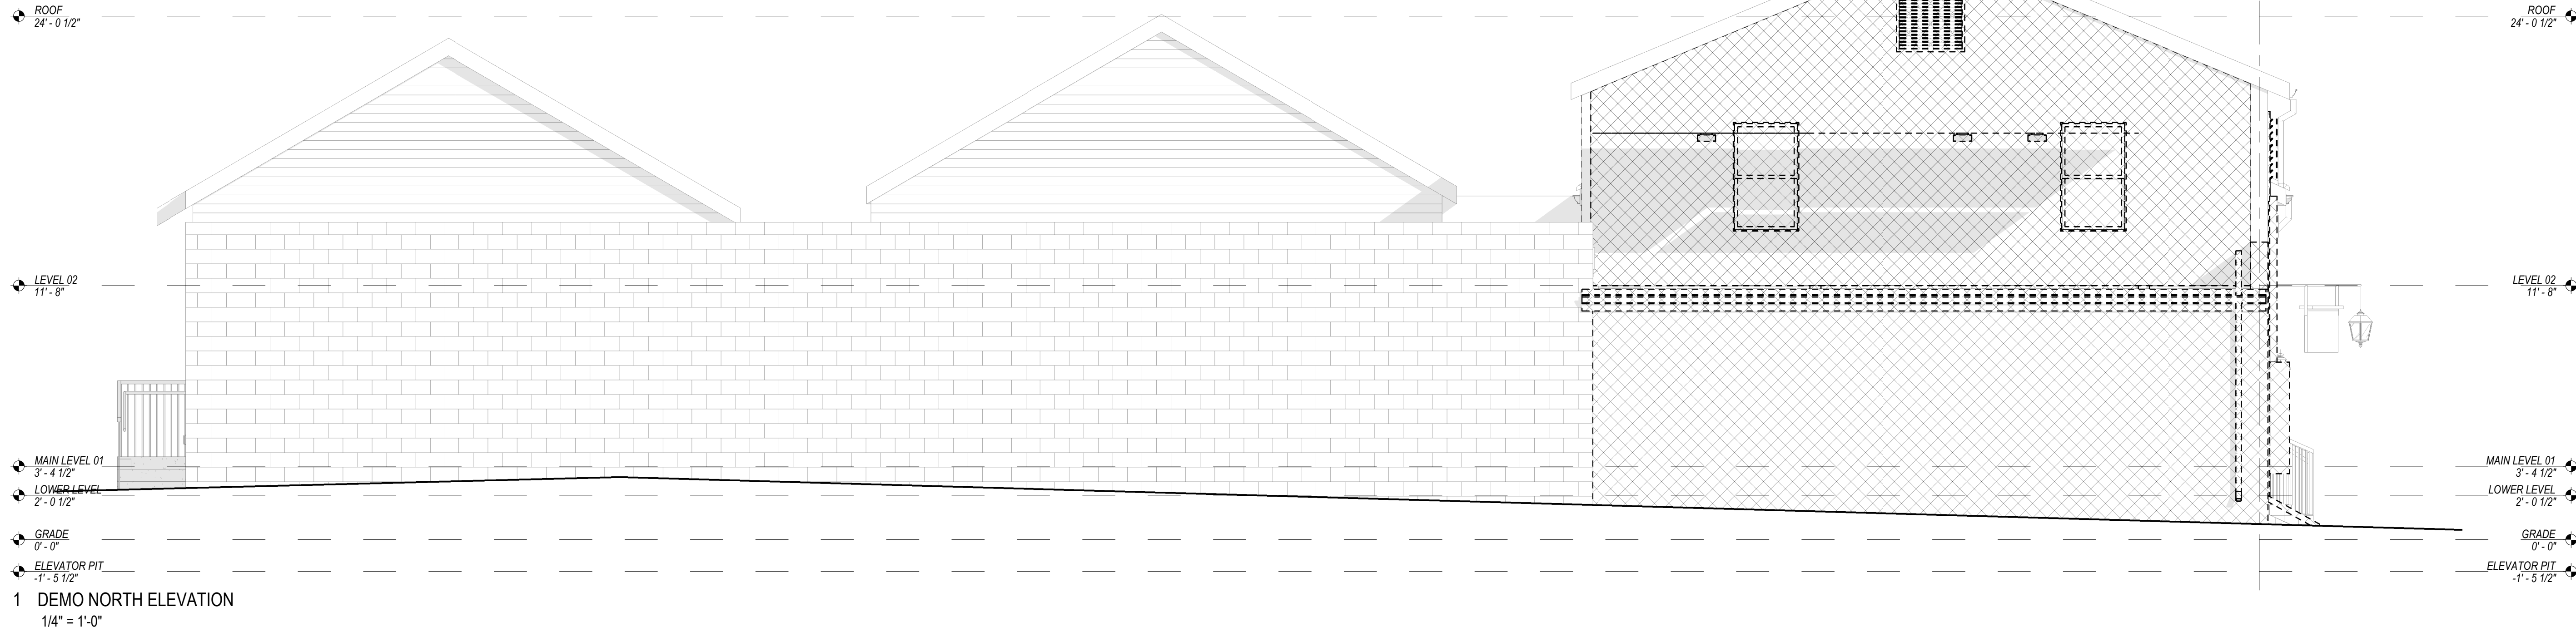 ROOF
24' - 0 1/2"
ROOF
24' - 0 1/2"
LEVEL 02
11' - 8"
LEVEL 02
11' - 8"
MAIN LEVEL 01
3' - 4 1/2"
MAIN LEVEL 01
3' - 4 1/2"
LOWER LEVEL
2' - 0 1/2"
LOWER LEVEL
2' - 0 1/2"
GRADE
0' - 0"
GRADE
0' - 0"
ELEVATOR PIT
-1' - 5 1/2"
ELEVATOR PIT
-1' - 5 1/2"
1 DEMO NORTH ELEVATION
1/4" = 1'-0"